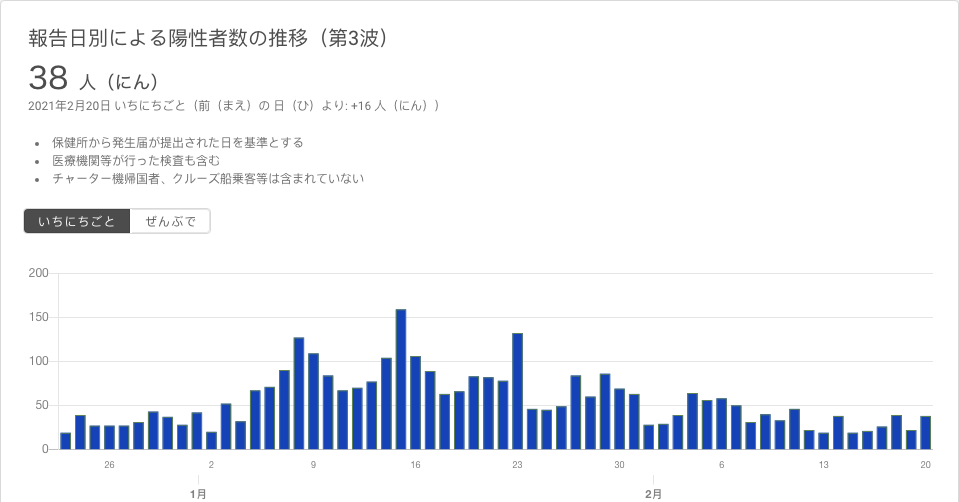 報告日別による陽性者数の推移（第3波）
38 人（にん）
2021年2月20日 いちにちごと（前（まえ）の 日（ひ）より: +16 人（にん））
保健所から発生届が提出された日を基準とする
医療機関等が行った検査も含む
チャーター機帰国者、クルーズ船乗客等は含まれていない
いちにちごと ぜんぶで
200
150
100
50
0
26 2 9 16 23 30 6 13 20
1月 2月